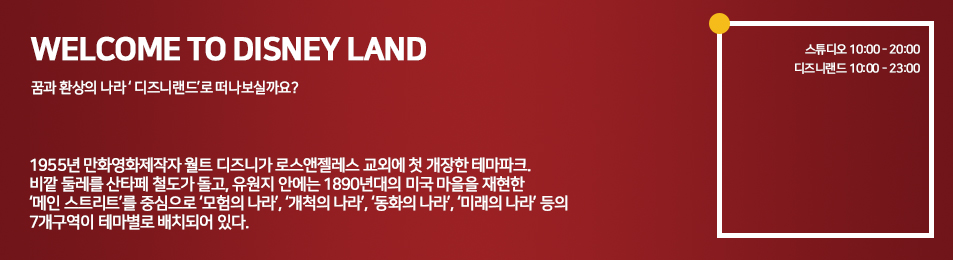 WELCOME TO DISNEY LAND
꿈과 환상의 나라 ‘ 디즈니랜드’로 떠나보실까요?
스튜디오 10:00 - 20:00
디즈니랜드 10:00 - 23:00
1955년 만화영화제작자 월트 디즈니가 로스앤젤레스 교외에 첫 개장한 테마파크.
비깥 둘레를 산타페 철도가 돌고, 유원지 안에는 1890년대의 미국 마을을 재현한
‘메인 스트리트’를 중심으로 ‘모험의 나라’, ‘개척의 나라’, ‘동화의 나라’, ‘미래의 나라’ 등의
7개구역이 테마별로 배치되어 있다.